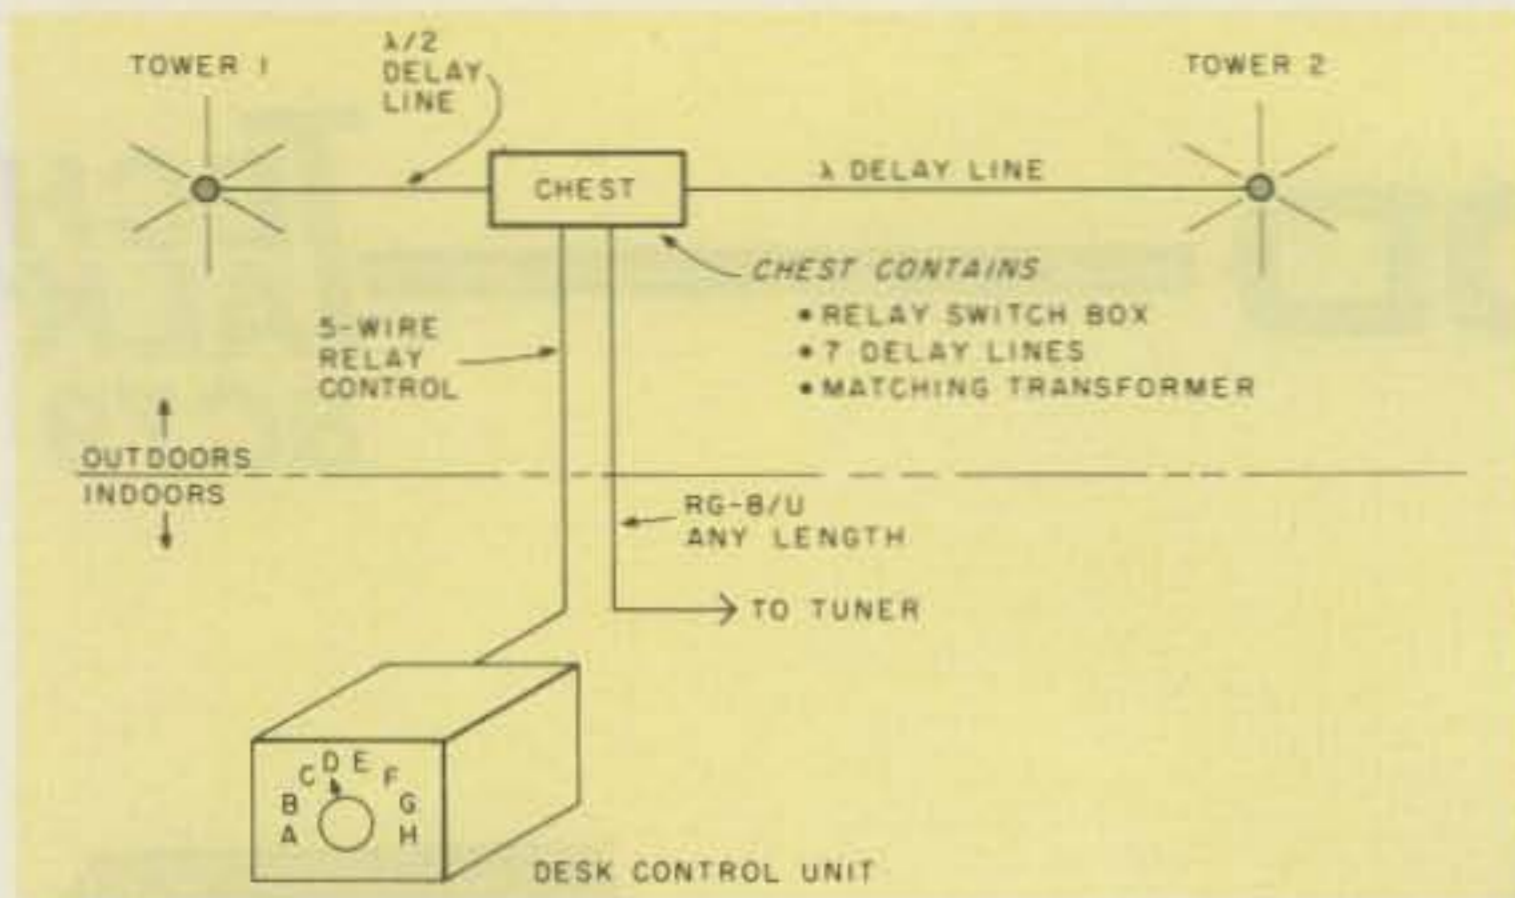 TOWER 1
λ/2
DELAY
LINE
TOWER 2
CHEST
λ DELAY LINE
CHEST CONTAINS
• RELAY SWITCH BOX
• 7 DELAY LINES
• MATCHING TRANSFORMER
5-WIRE
RELAY
CONTROL
OUTDOORS
INDOORS
RG-8/U
ANY LENGTH
TO TUNER
A B C D E F G H
DESK CONTROL UNIT